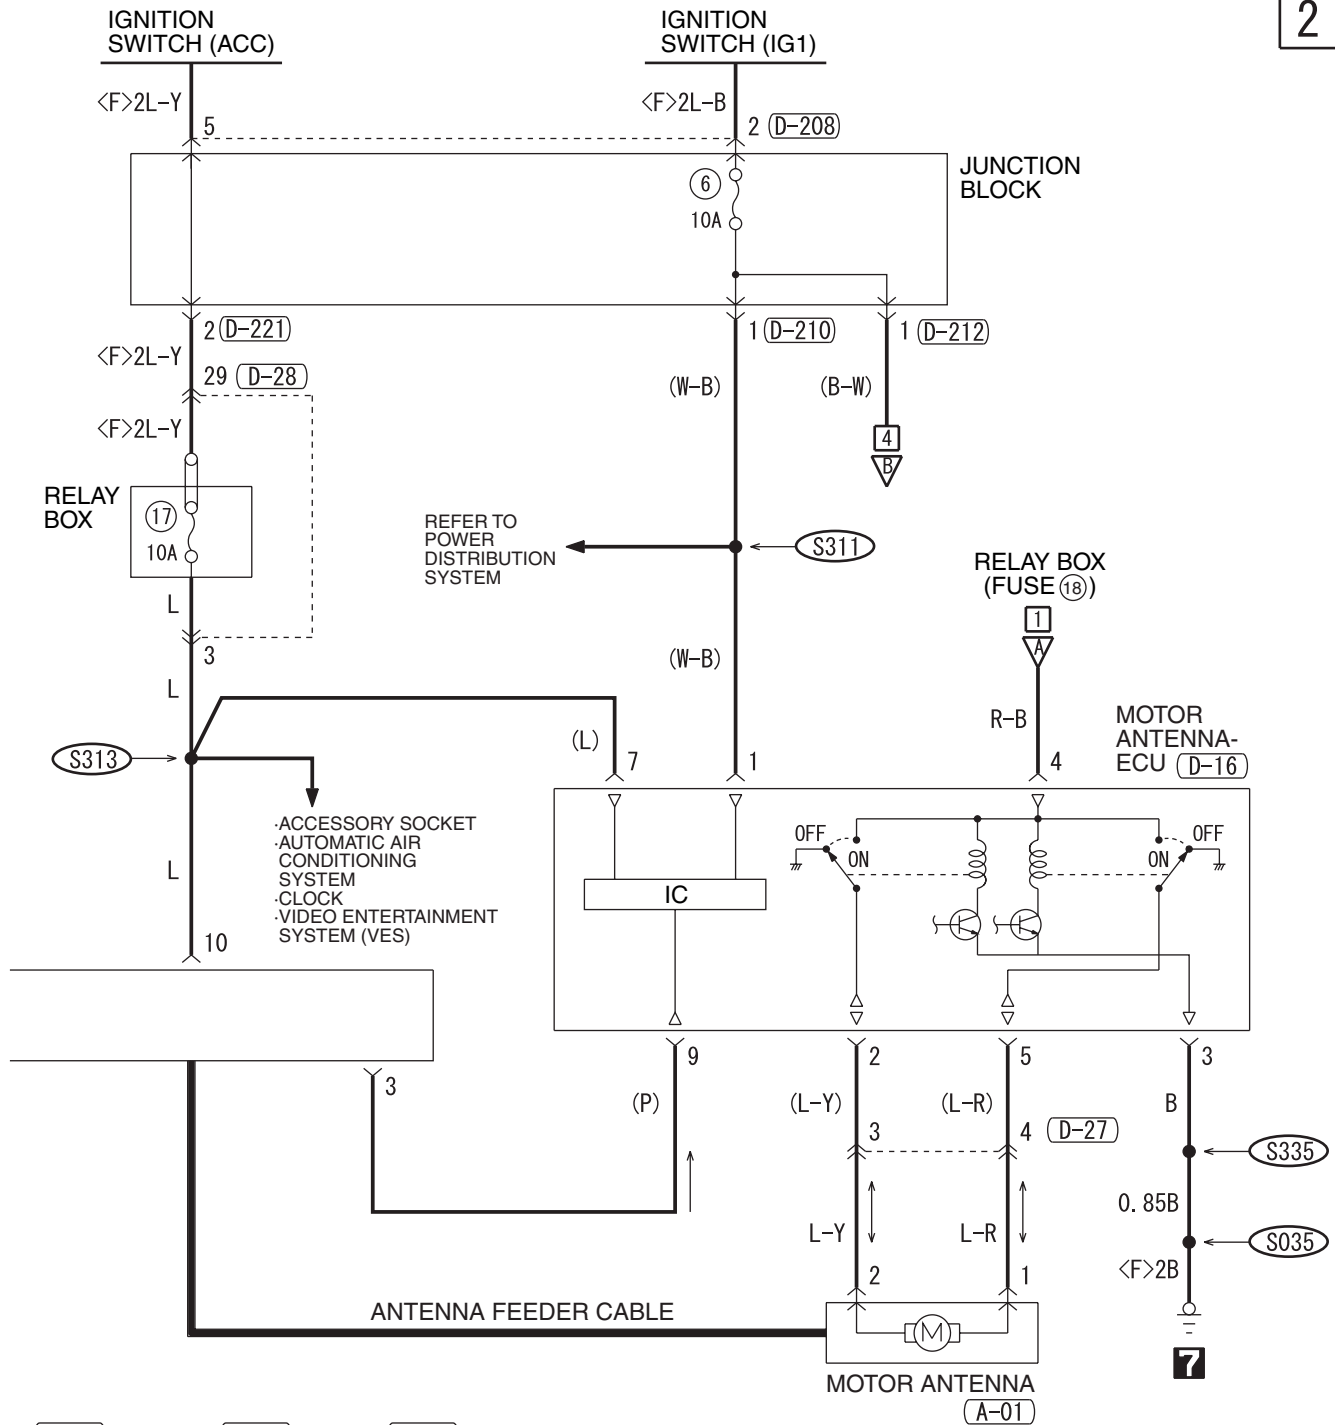 IGNITION
SWITCH (ACC)
IGNITION
SWITCH (IG1)
2
<F>2L-Y
<F>2L-B
5
2 (D-208)
JUNCTION
BLOCK
6
10A
2 (D-221)
1 (D-210)
1 (D-212)
<F>2L-Y
29 (D-28)
(W-B)
(B-W)
<F>2L-Y
4
B
RELAY
BOX
17
10A
REFER TO
POWER
DISTRIBUTION
SYSTEM
S311
RELAY BOX
(FUSE 18)
1
A
L
3
(W-B)
L
R-B
MOTOR
ANTENNA-
ECU (D-16)
S313
(L)
7
1
4
·ACCESSORY SOCKET
·AUTOMATIC AIR
CONDITIONING
SYSTEM
·CLOCK
·VIDEO ENTERTAINMENT
SYSTEM (VES)
OFF
ON
ON
OFF
L
IC
10
9
2
5
3
3
(P)
(L-Y)
(L-R)
B
3
4 (D-27)
S335
0.85B
L-Y
L-R
S035
<F>2B
2
1
ANTENNA FEEDER CABLE
M
7
MOTOR ANTENNA
(A-01)